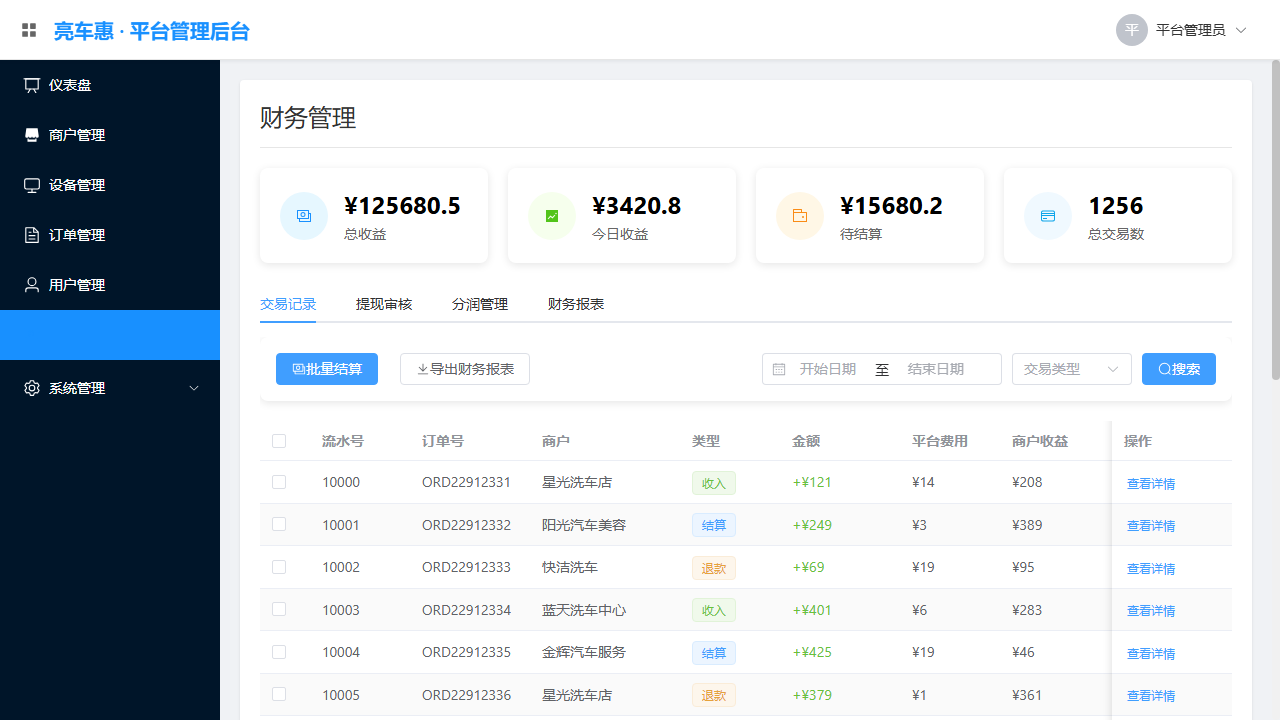 亮车惠 · 平台管理后台
平 平台管理员
仪表盘
商户管理
设备管理
订单管理
用户管理
系统管理
财务管理
¥125680.5
总收益
¥3420.8
今日收益
¥15680.2
待结算
1256
总交易数
交易记录 提现审核 分润管理 财务报表
批量结算 导出财务报表 开始日期 至 结束日期 交易类型 搜索
流水号 订单号 商户 类型 金额 平台费用 商户收益 操作
10000 ORD22912331 星光洗车店 收入 +¥121 ¥14 ¥208 查看详情
10001 ORD22912332 阳光汽车美容 结算 +¥249 ¥3 ¥389 查看详情
10002 ORD22912333 快洁洗车 退款 +¥69 ¥19 ¥95 查看详情
10003 ORD22912334 蓝天洗车中心 收入 +¥401 ¥6 ¥283 查看详情
10004 ORD22912335 金辉汽车服务 结算 +¥425 ¥19 ¥46 查看详情
10005 ORD22912336 星光洗车店 退款 +¥379 ¥1 ¥361 查看详情